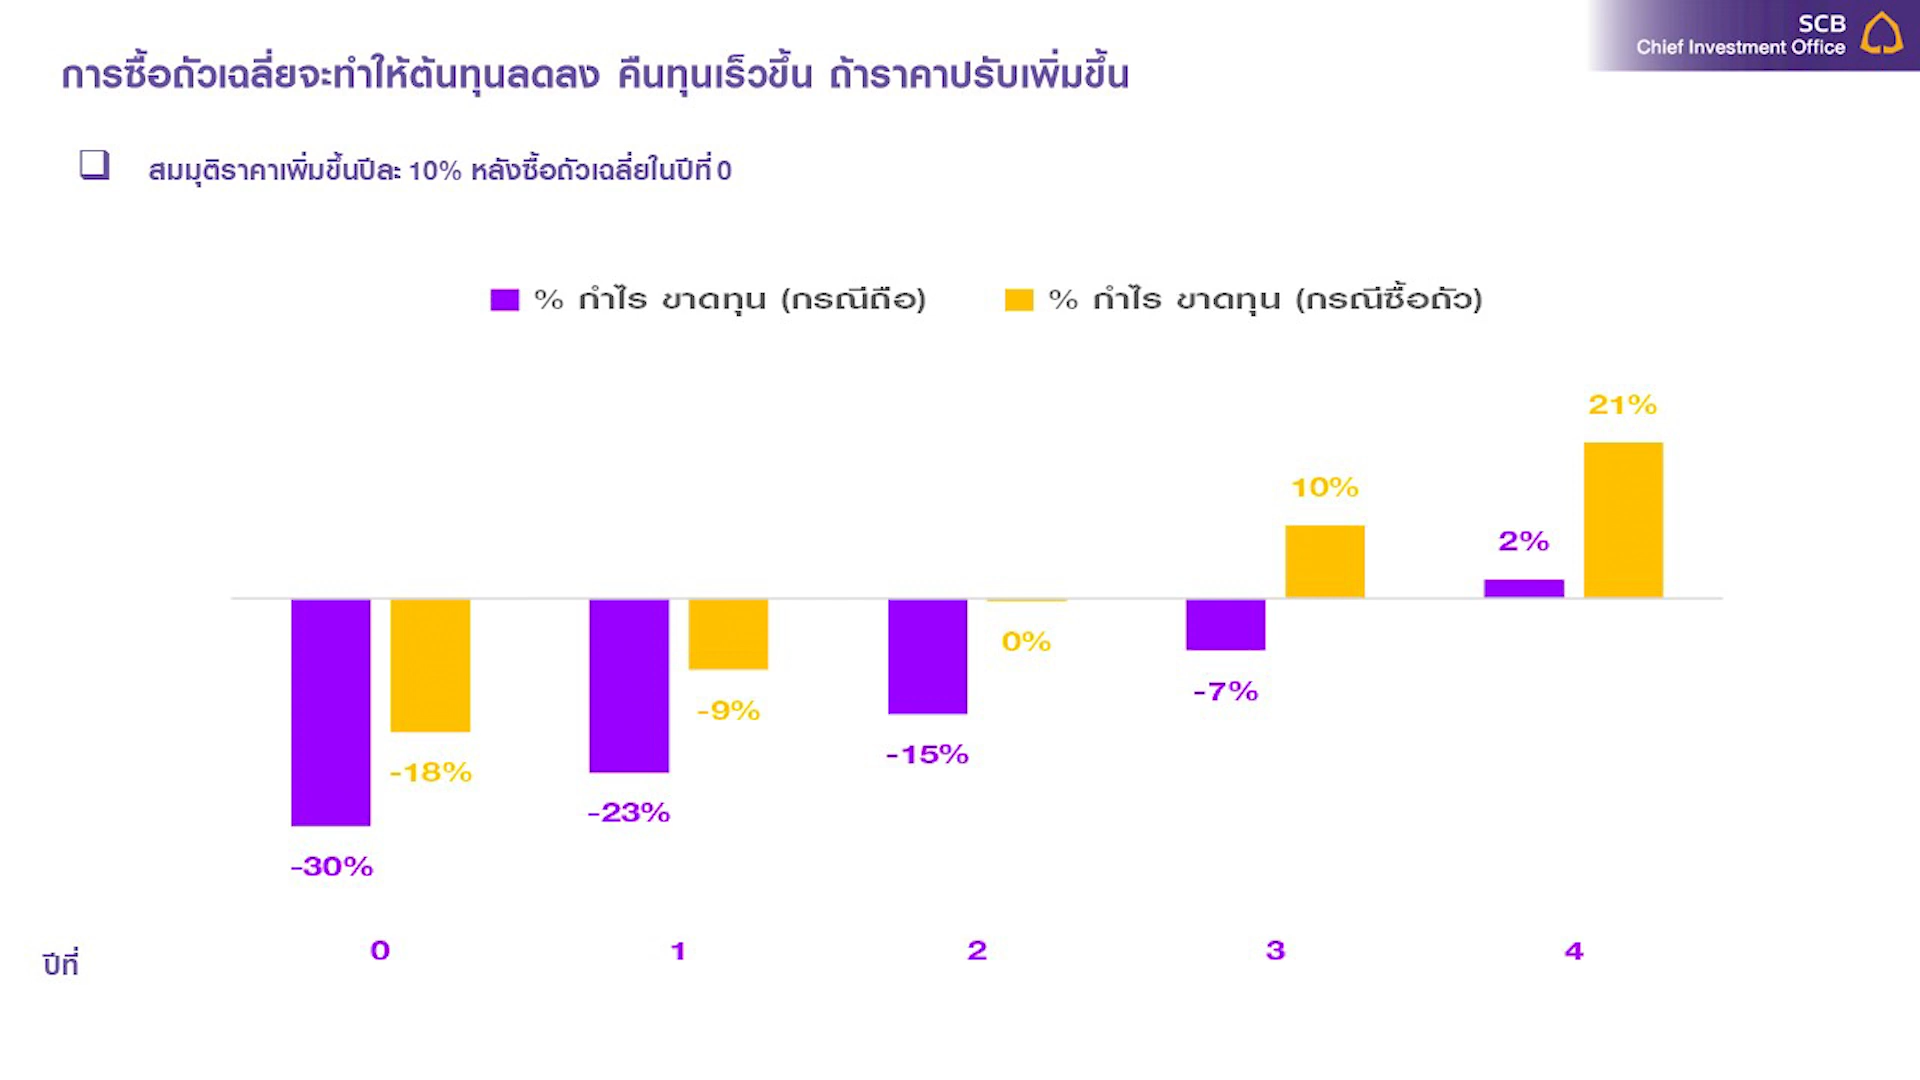 SCB
Chief Investment Office
การซื้อถัวเฉลี่ยจะทำให้ต้นทุนลดลง คืนทุนเร็วขึ้น ถ้าราคาปรับเพิ่มขึ้น
สมมุติราคาเพิ่มขึ้นปีละ 10% หลังซื้อถัวเฉลี่ยในปีที่ 0
% กำไร ขาดทุน (กรณีถือ) % กำไร ขาดทุน (กรณีซื้อถัว)
21%
10%
2%
0%
-7%
-9%
-15%
-18%
-23%
-30%
ปีที่ 0 1 2 3 4